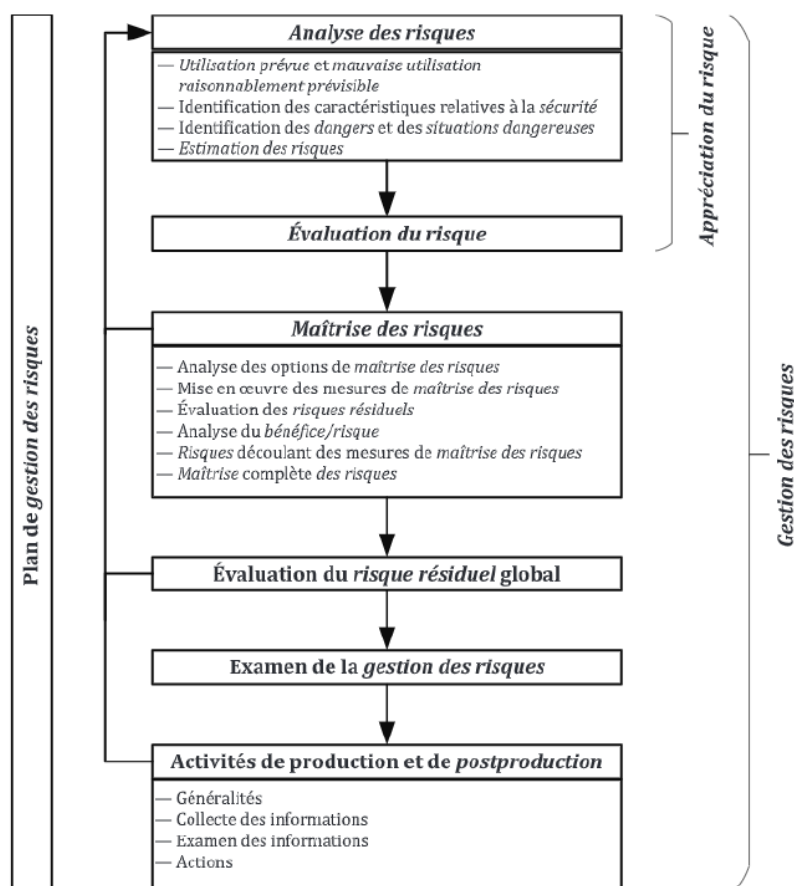 Plan de gestion des risques
Analyse des risques
— Utilisation prévue et mauvaise utilisation
raisonnablement prévisible
— Identification des caractéristiques relatives à la sécurité
— Identification des dangers et des situations dangereuses
— Estimation des risques
Évaluation du risque
Appréciation du risque
Maîtrise des risques
— Analyse des options de maîtrise des risques
— Mise en œuvre des mesures de maîtrise des risques
— Évaluation des risques résiduels
— Analyse du bénéfice/risque
— Risques découlant des mesures de maîtrise des risques
— Maîtrise complète des risques
Évaluation du risque résiduel global
Examen de la gestion des risques
Activités de production et de postproduction
— Généralités
— Collecte des informations
— Examen des informations
— Actions
Gestion des risques